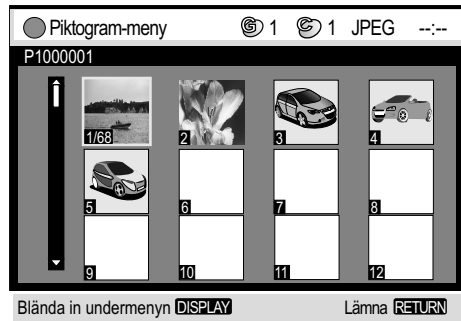 Piktogram-meny G 1 C 1 JPEG --:--
P1000001
1/68 2 3 4
5 6 7 8
9 10 11 12
Blända in undermenyn DISPLAY Lämna RETURN